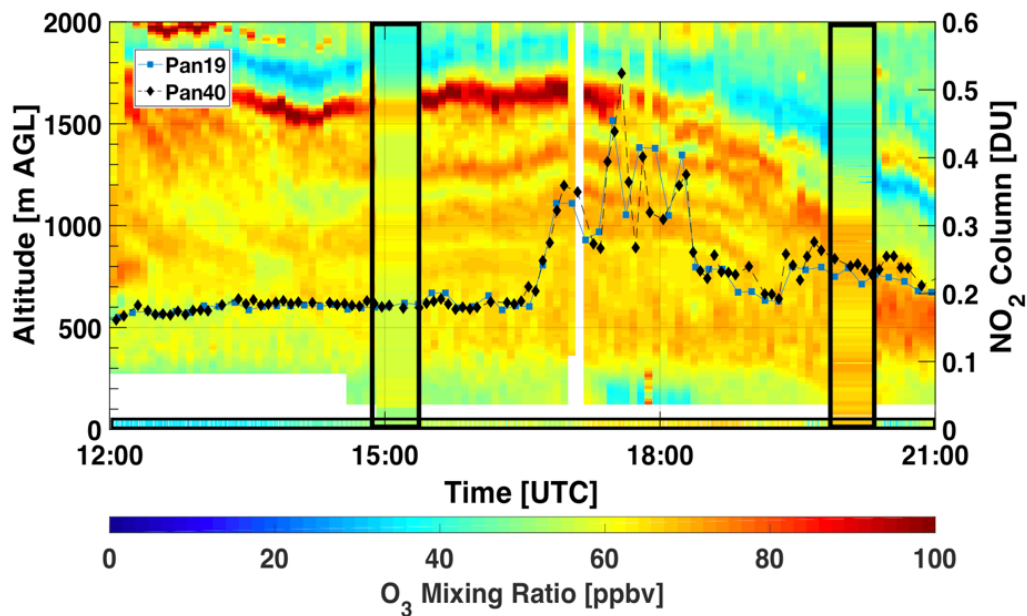 2000
1500
1000
500
0
Altitude [m AGL]
Pan19
Pan40
0.6
0.5
0.4
0.3
0.2
0.1
0
NO2 Column [DU]
12:00 15:00 18:00 21:00
Time [UTC]
0 20 40 60 80 100
O3 Mixing Ratio [ppbv]